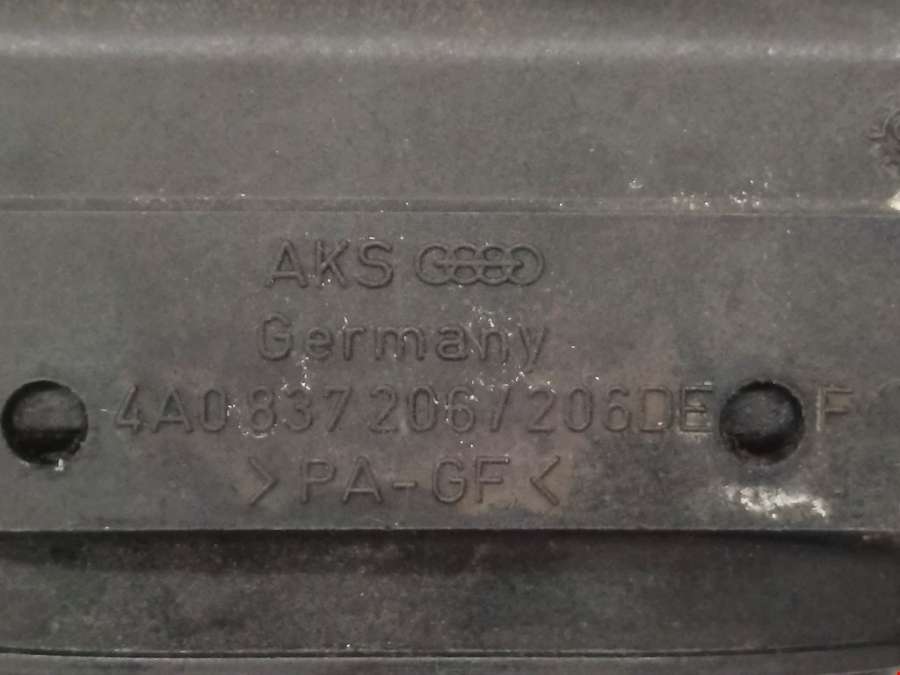 AKS
Germany
4A0 837 206 / 206DE F
>PA-GF<